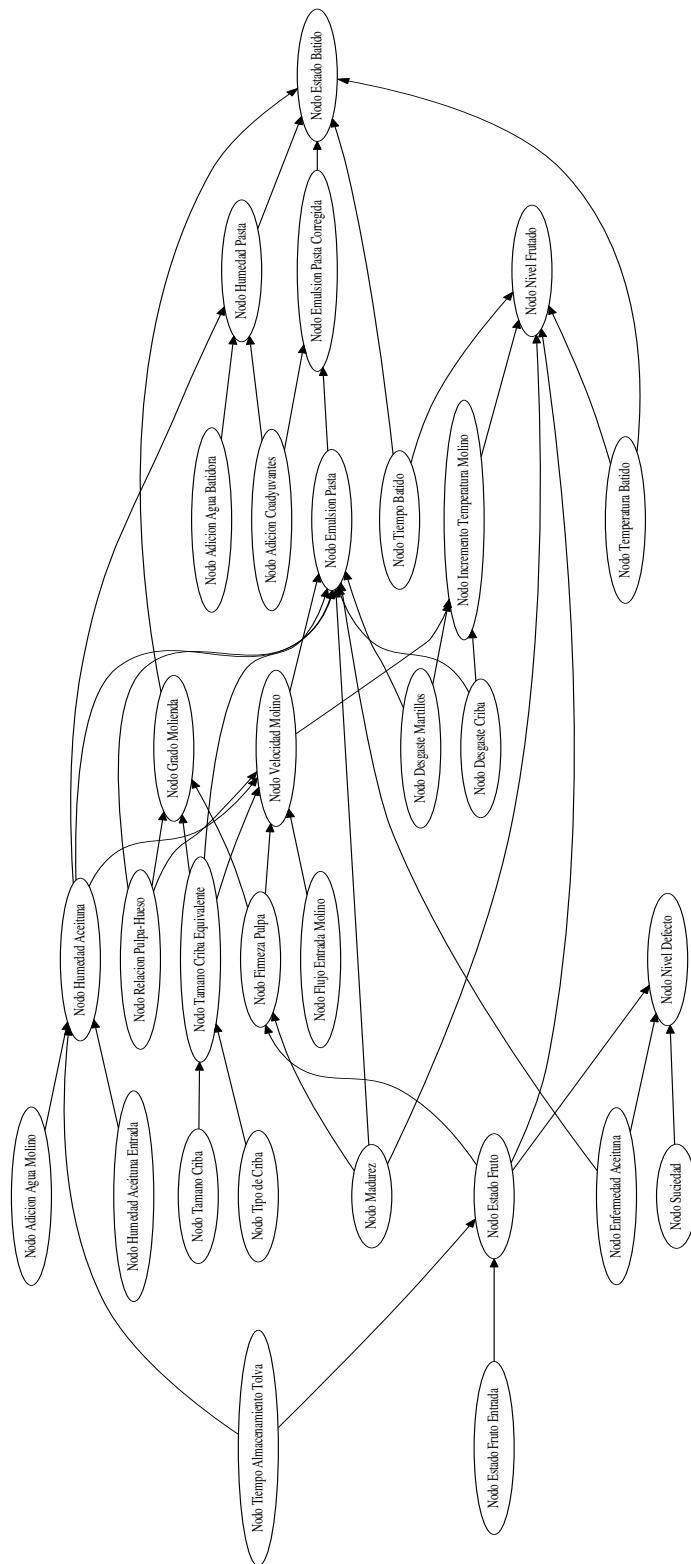 Nodo Tiempo Almacenamiento Tolva
Nodo Estado Fruto Entrada
Nodo Adicion Agua Molino
Nodo Humedad Aceituna Entrada
Nodo Tamano Criba
Nodo Tipo de Criba
Nodo Madurez
Nodo Estado Fruto
Nodo Enfermedad Aceituna
Nodo Suciedad
Nodo Humedad Aceituna
Nodo Relacion Pulpa-Hueso
Nodo Tamano Criba Equivalente
Nodo Firmeza Pulpa
Nodo Flujo Entrada Molino
Nodo Nivel Defecto
Nodo Grado Molienda
Nodo Velocidad Molino
Nodo Desgaste Martillos
Nodo Desgaste Criba
Nodo Adicion Agua Batidora
Nodo Adicion Coadyuvantes
Nodo Emulsion Pasta
Nodo Tiempo Batido
Nodo Incremento Temperatura Molino
Nodo Temperatura Batido
Nodo Humedad Pasta
Nodo Emulsion Pasta Corregida
Nodo Nivel Frutado
Nodo Estado Batido